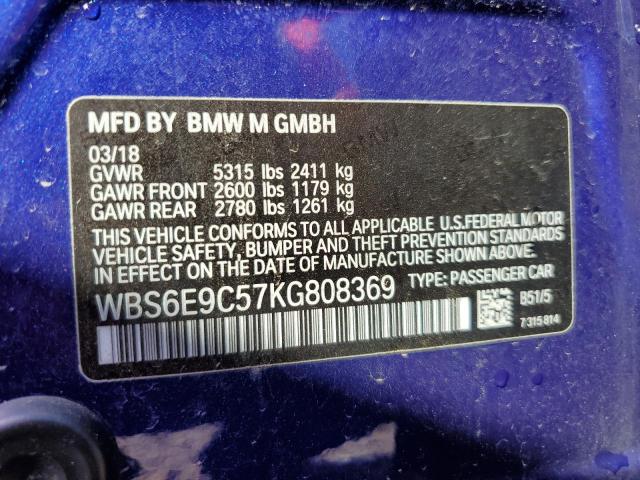 MFD BY BMW M GMBH
03/18
GVWR 5315 lbs 2411 kg
GAWR FRONT 2600 lbs 1179 kg
GAWR REAR 2780 lbs 1261 kg
THIS VEHICLE CONFORMS TO ALL APPLICABLE U.S.FEDERAL MOTOR
VEHICLE SAFETY, BUMPER AND THEFT PREVENTION STANDARDS
IN EFFECT ON THE DATE OF MANUFACTURE SHOWN ABOVE.
WBS6E9C57KG808369 TYPE: PASSENGER CAR
B51/5
7 315 814
BMW